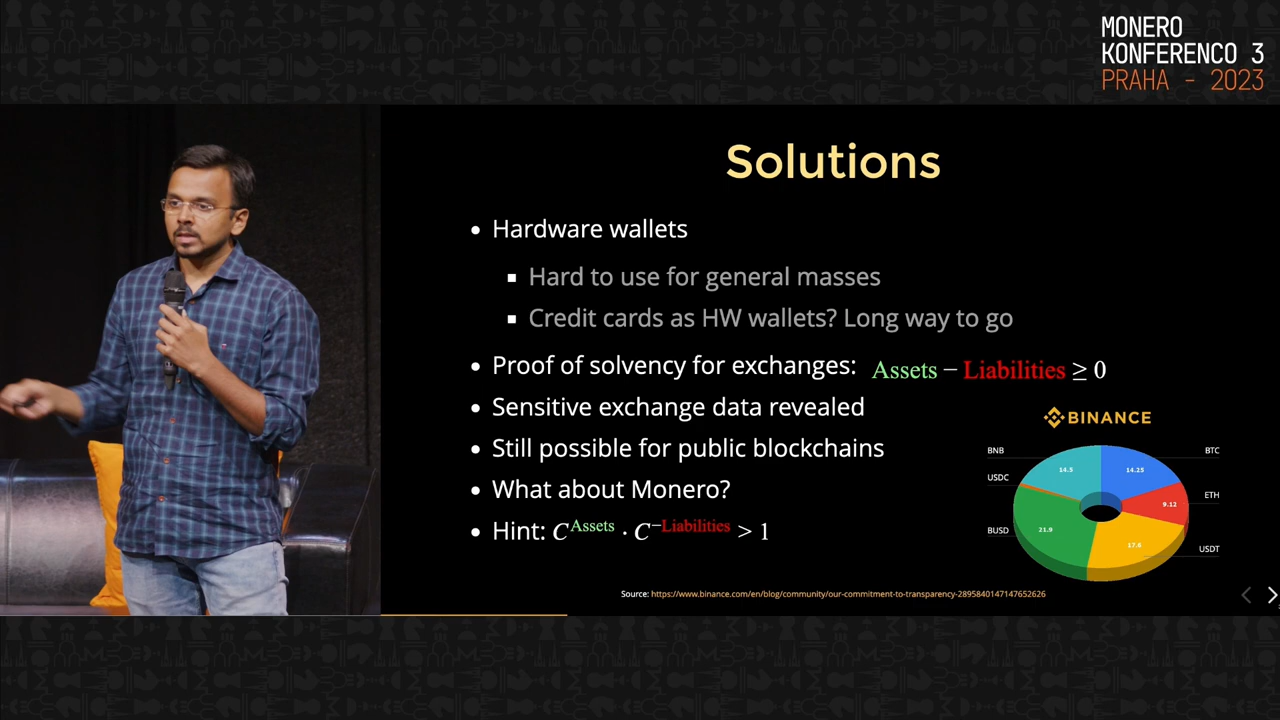 MONERO
KONFERENCO 3
PRAHA - 2023
Solutions
• Hardware wallets
▪ Hard to use for general masses
▪ Credit cards as HW wallets? Long way to go
• Proof of solvency for exchanges: Assets − Liabilities ≥ 0
• Sensitive exchange data revealed
• Still possible for public blockchains
• What about Monero?
• Hint: C^Assets · C^−Liabilities > 1
BINANCE
BNB
BTC
USDC
ETH
BUSD
USDT
14.5
14.25
9.12
21.9
17.6
Source: https://www.binance.com/en/blog/community/our-commitment-to-transparency-2895840147147652626